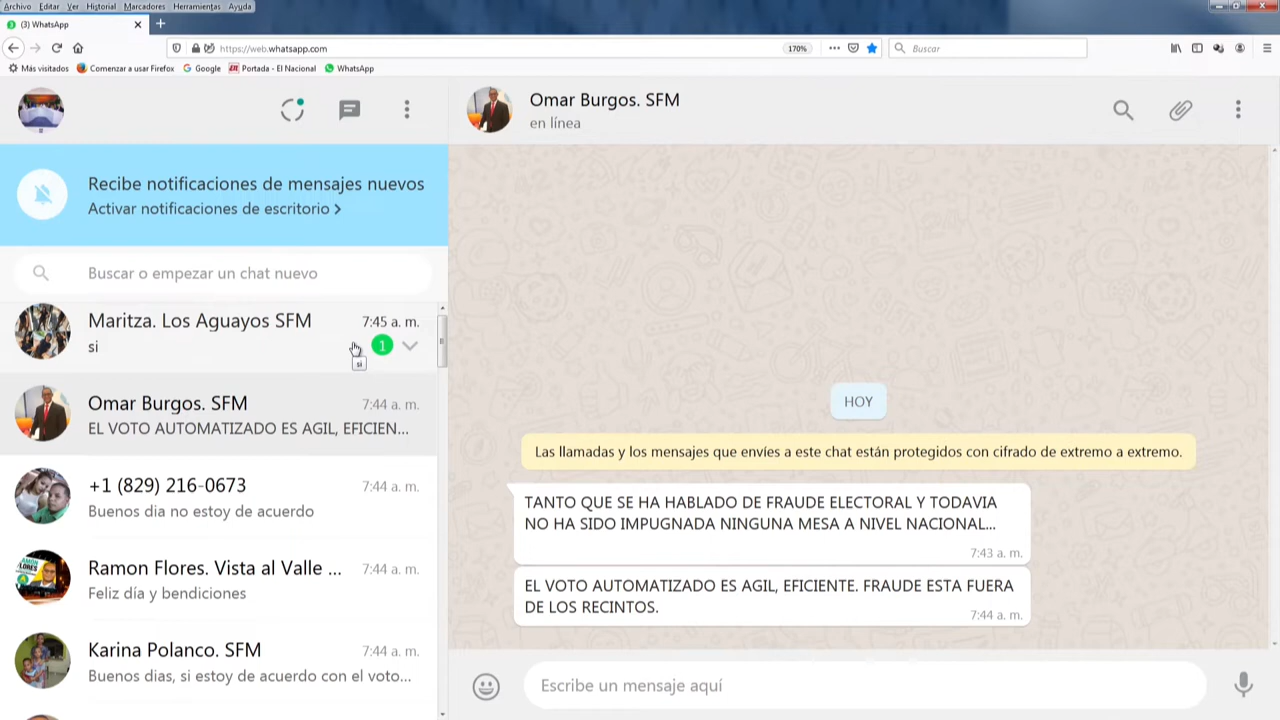 Archivo Editar Ver Historial Marcadores Herramientas Ayuda
(3) WhatsApp
https://web.whatsapp.com
170%
Buscar
Más visitados Comenzar a usar Firefox Google Portada - El Nacional WhatsApp
Omar Burgos. SFM
en línea
Recibe notificaciones de mensajes nuevos
Activar notificaciones de escritorio
Buscar o empezar un chat nuevo
Maritza. Los Aguayos SFM 7:45 a. m.
si 1
si
Omar Burgos. SFM 7:44 a. m.
EL VOTO AUTOMATIZADO ES AGIL, EFICIEN...
+1 (829) 216-0673 7:44 a. m.
Buenos dia no estoy de acuerdo
Ramon Flores. Vista al Valle ... 7:44 a. m.
Feliz día y bendiciones
Karina Polanco. SFM 7:44 a. m.
Buenos dias, si estoy de acuerdo con el voto...
HOY
Las llamadas y los mensajes que envíes a este chat están protegidos con cifrado de extremo a extremo.
TANTO QUE SE HA HABLADO DE FRAUDE ELECTORAL Y TODAVIA
NO HA SIDO IMPUGNADA NINGUNA MESA A NIVEL NACIONAL...
7:43 a. m.
EL VOTO AUTOMATIZADO ES AGIL, EFICIENTE. FRAUDE ESTA FUERA
DE LOS RECINTOS.
7:44 a. m.
Escribe un mensaje aquí